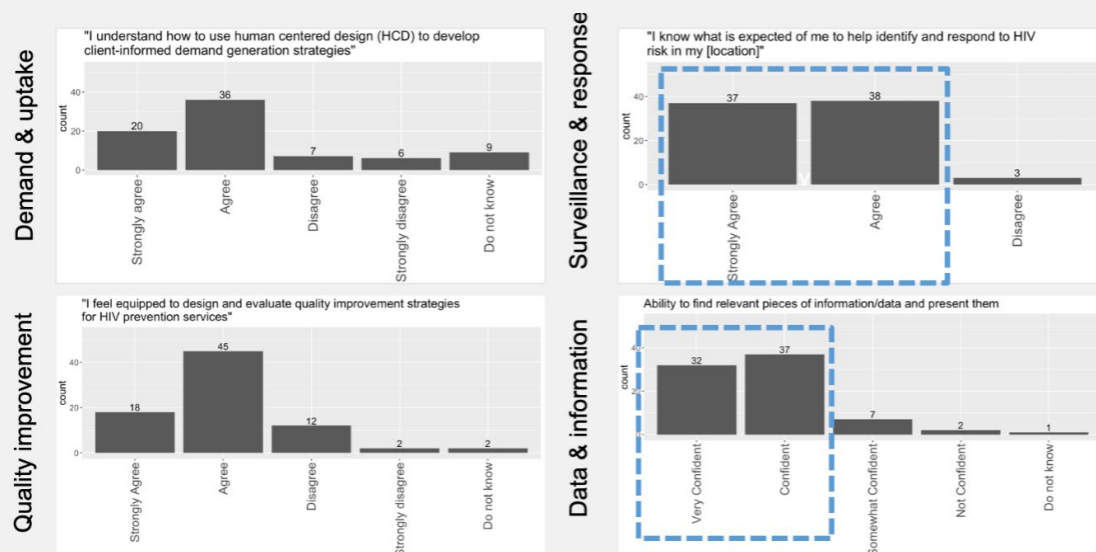 Demand & uptake
"I understand how to use human centered design (HCD) to develop
client-informed demand generation strategies"
count
40
20
0
20
36
7
6
9
Strongly agree
Agree
Disagree
Strongly disagree
Do not know
Surveillance & response
"I know what is expected of me to help identify and respond to HIV
risk in my [location]"
count
40
20
0
37
38
3
Strongly Agree
Agree
Disagree
Quality improvement
"I feel equipped to design and evaluate quality improvement strategies
for HIV prevention services"
count
40
20
0
18
45
12
2
2
Strongly Agree
Agree
Disagree
Strongly disagree
Do not know
Data & information
Ability to find relevant pieces of information/data and present them
count
32
37
7
2
1
Very Confident
Confident
Somewhat Confident
Not Confident
Do not know